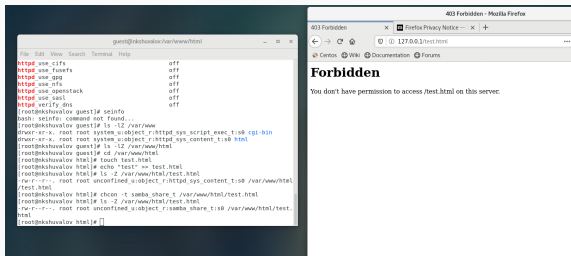 guest@nkshuvalov:/var/www/html
File Edit View Search Terminal Help
httpd_use_cifs off
httpd_use_fusefs off
httpd_use_gpg off
httpd_use_nfs off
httpd_use_openstack off
httpd_use_sasl off
httpd_verify_dns off
[root@nkshuvalov guest]# seinfo
bash: seinfo: command not found...
[root@nkshuvalov guest]# ls -lZ /var/www
drwxr-xr-x. root root system_u:object_r:httpd_sys_script_exec_t:s0 cgi-bin
drwxr-xr-x. root root system_u:object_r:httpd_sys_content_t:s0 html
[root@nkshuvalov guest]# ls -lZ /var/www/html
[root@nkshuvalov guest]# cd /var/www/html
[root@nkshuvalov html]# touch test.html
[root@nkshuvalov html]# echo "test" >> test.html
[root@nkshuvalov html]# ls -Z /var/www/html/test.html
-rw-r--r--. root root unconfined_u:object_r:httpd_sys_content_t:s0 /var/www/html
/test.html
[root@nkshuvalov html]# chcon -t samba_share_t /var/www/html/test.html
[root@nkshuvalov html]# ls -Z /var/www/html/test.html
-rw-r--r--. root root unconfined_u:object_r:samba_share_t:s0 /var/www/html/test.
html
[root@nkshuvalov html]#
403 Forbidden - Mozilla Firefox
403 Forbidden
Firefox Privacy Notice —
127.0.0.1/test.html
Centos Wiki Documentation Forums
Forbidden
You don't have permission to access /test.html on this server.